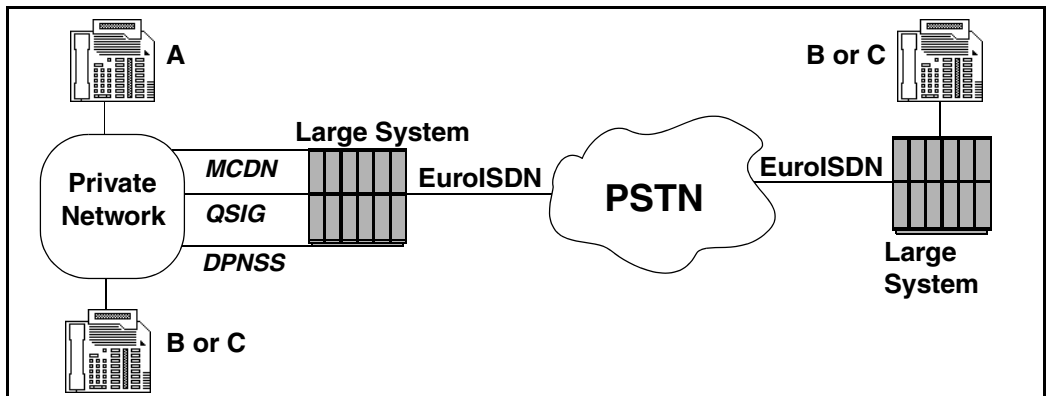 A
B or C
Large System
MCDN
EuroISDN
EuroISDN
Private
Network
PSTN
QSIG
DPNSS
Large
System
B or C